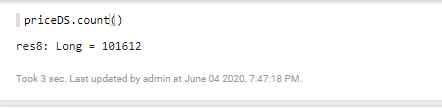 priceDS.count()
res8: Long = 101612
Took 3 sec. Last updated by admin at June 04 2020, 7:47:18 PM.